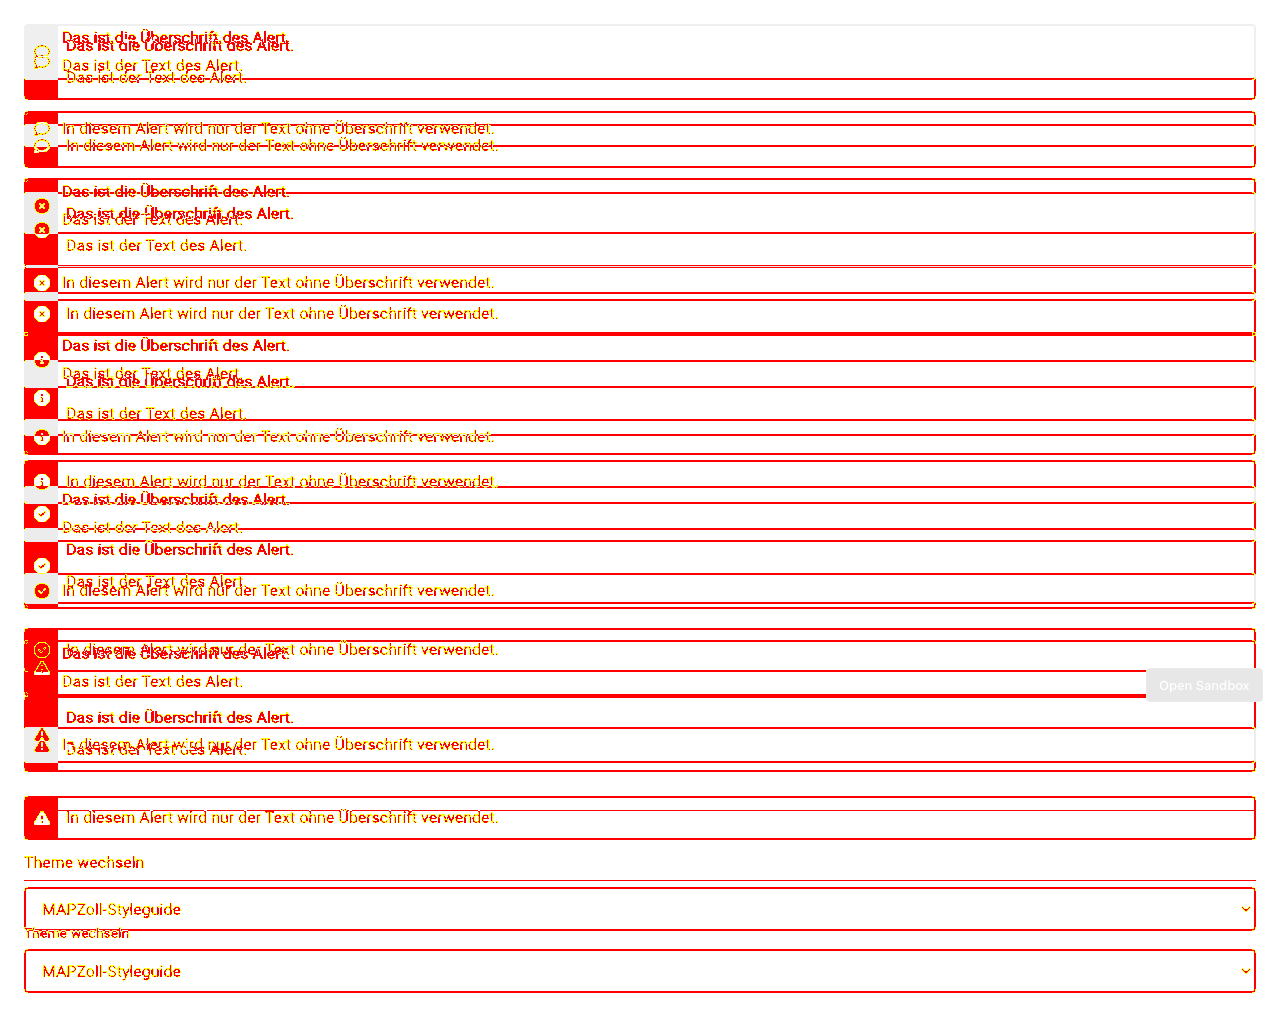 Das ist die Überschrift des Alert.
Das ist die Überschrift des Alert.
Das ist der Text des Alert.
Das ist der Text des Alert.
In diesem Alert wird nur der Text ohne Überschrift verwendet.
In diesem Alert wird nur der Text ohne Überschrift verwendet.
Das ist die Überschrift des Alert.
Das ist die Überschrift des Alert.
Das ist der Text des Alert.
Das ist der Text des Alert.
In diesem Alert wird nur der Text ohne Überschrift verwendet.
In diesem Alert wird nur der Text ohne Überschrift verwendet.
Das ist die Überschrift des Alert.
Das ist der Text des Alert.
Das ist die Überschrift des Alert.
Das ist der Text des Alert.
In diesem Alert wird nur der Text ohne Überschrift verwendet.
In diesem Alert wird nur der Text ohne Überschrift verwendet.
Das ist die Überschrift des Alert.
Das ist der Text des Alert.
Das ist die Überschrift des Alert.
Das ist der Text des Alert.
In diesem Alert wird nur der Text ohne Überschrift verwendet.
In diesem Alert wird nur der Text ohne Überschrift verwendet.
Das ist die Überschrift des Alert.
Das ist der Text des Alert.
Open Sandbox
Das ist die Überschrift des Alert.
In diesem Alert wird nur der Text ohne Überschrift verwendet.
Das ist der Text des Alert.
In diesem Alert wird nur der Text ohne Überschrift verwendet.
Theme wechseln
MAPZoll-Styleguide
Theme wechseln
MAPZoll-Styleguide